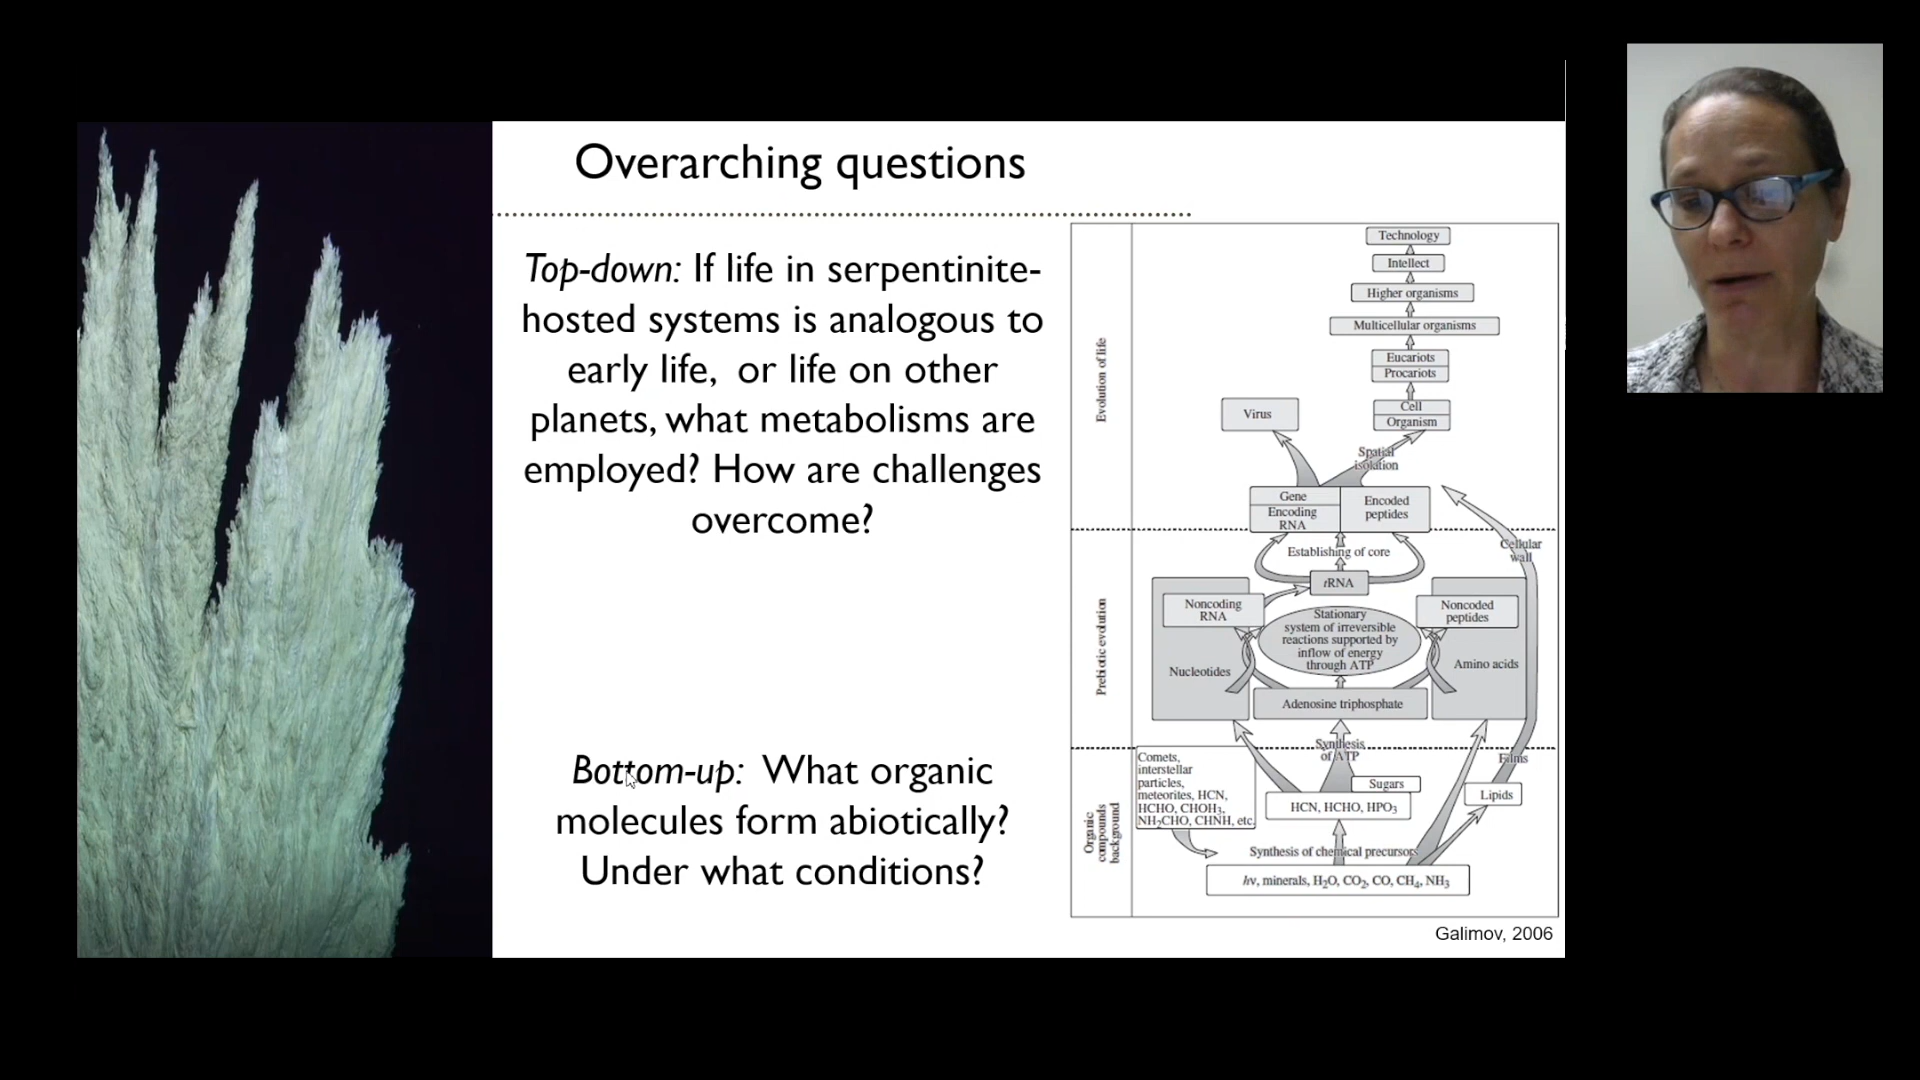 Overarching questions
Top-down: If life in serpentinite-
hosted systems is analogous to
early life, or life on other
planets, what metabolisms are
employed? How are challenges
overcome?
Bottom-up: What organic
molecules form abiotically?
Under what conditions?
Evolution of life
Technology
Intellect
Higher organisms
Multicellular organisms
Eucariots
Procariots
Cell
Organism
Virus
Spatial
isolation
Gene
Encoding
RNA
Encoded
peptides
Prebiotic evolution
Establishing of core
Cellular
wall
tRNA
Noncoding
RNA
Stationary
system of irreversible
reactions supported by
inflow of energy
through ATP
Noncoded
peptides
Nucleotides
Amino acids
Adenosine triphosphate
Organic
compounds
background
Synthesis
of ATP
Films
Comets,
interstellar
particles,
meteorites, HCN,
HCHO, CHOH₃,
NH₂CHO, CHNH, etc.
Sugars
HCN, HCHO, HPO₃
Lipids
Synthesis of chemical precursors
hν, minerals, H₂O, CO₂, CO, CH₄, NH₃
Galimov, 2006